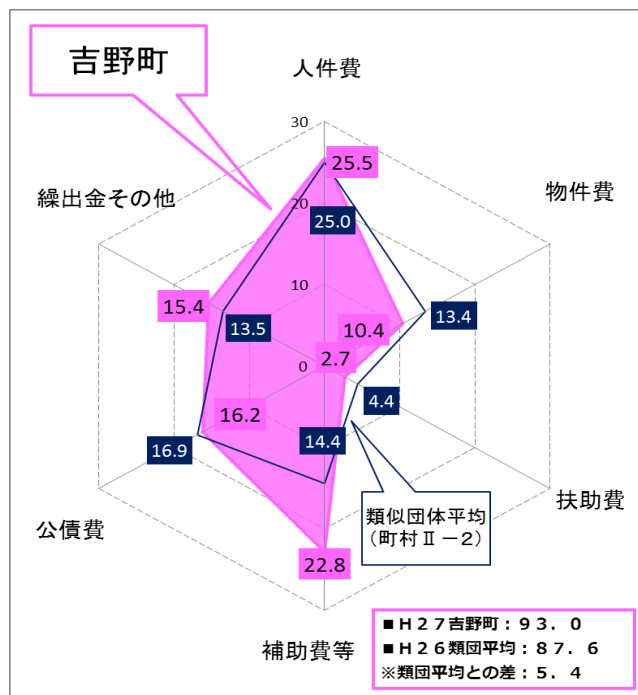 吉野町
人件費
30
25.5
繰出金その他
20
25.0
物件費
10
15.4
13.5
10.4
13.4
0
2.7
4.4
16.2
14.4
16.9
公債費
類似団体平均
(町村Ⅱ－2)
扶助費
22.8
補助費等
■Ｈ２７吉野町：９３．０
■Ｈ２６類団平均：８７．６
※類団平均との差：５．４